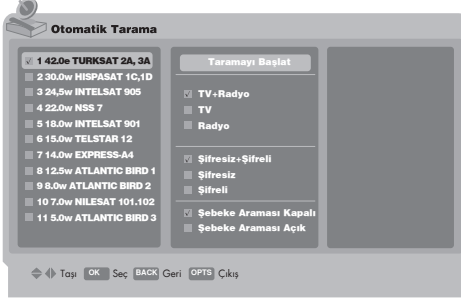 Otomatik Tarama
1 42.0e TURKSAT 2A, 3A
2 30.0w HISPASAT 1C,1D
3 24,5w INTELSAT 905
4 22.0w NSS 7
5 18.0w INTELSAT 901
6 15.0w TELSTAR 12
7 14.0w EXPRESS-A4
8 12.5w ATLANTIC BIRD 1
9 8.0w ATLANTIC BIRD 2
10 7.0w NILESAT 101.102
11 5.0w ATLANTIC BIRD 3
Taramayı Başlat
TV+Radyo
TV
Radyo
Şifresiz+Şifreli
Şifresiz
Şifreli
Şebeke Araması Kapalı
Şebeke Araması Açık
Taşı OK Seç BACK Geri OPTS Çıkış